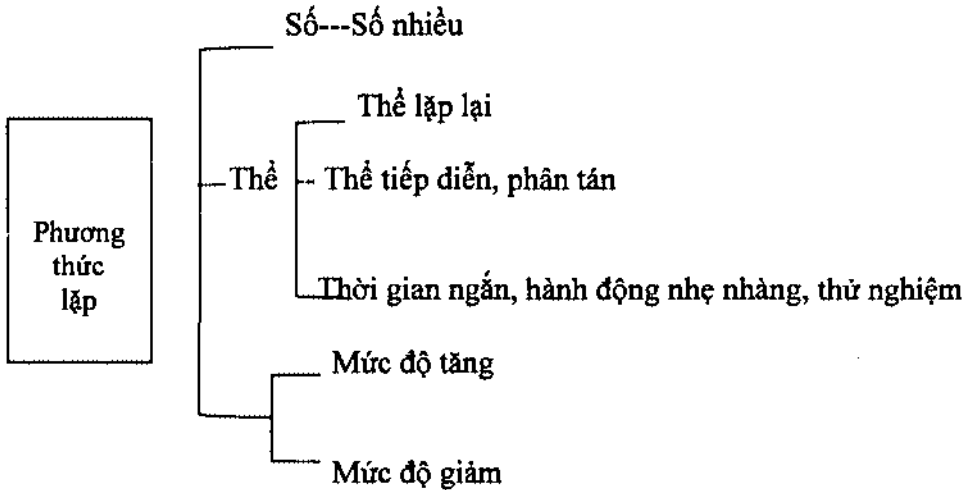 Số---Số nhiều
Thể lặp lại
Thể
Thể tiếp diễn, phân tán
Phương
thức
lặp
Thời gian ngắn, hành động nhẹ nhàng, thử nghiệm
Mức độ tăng
Mức độ giảm